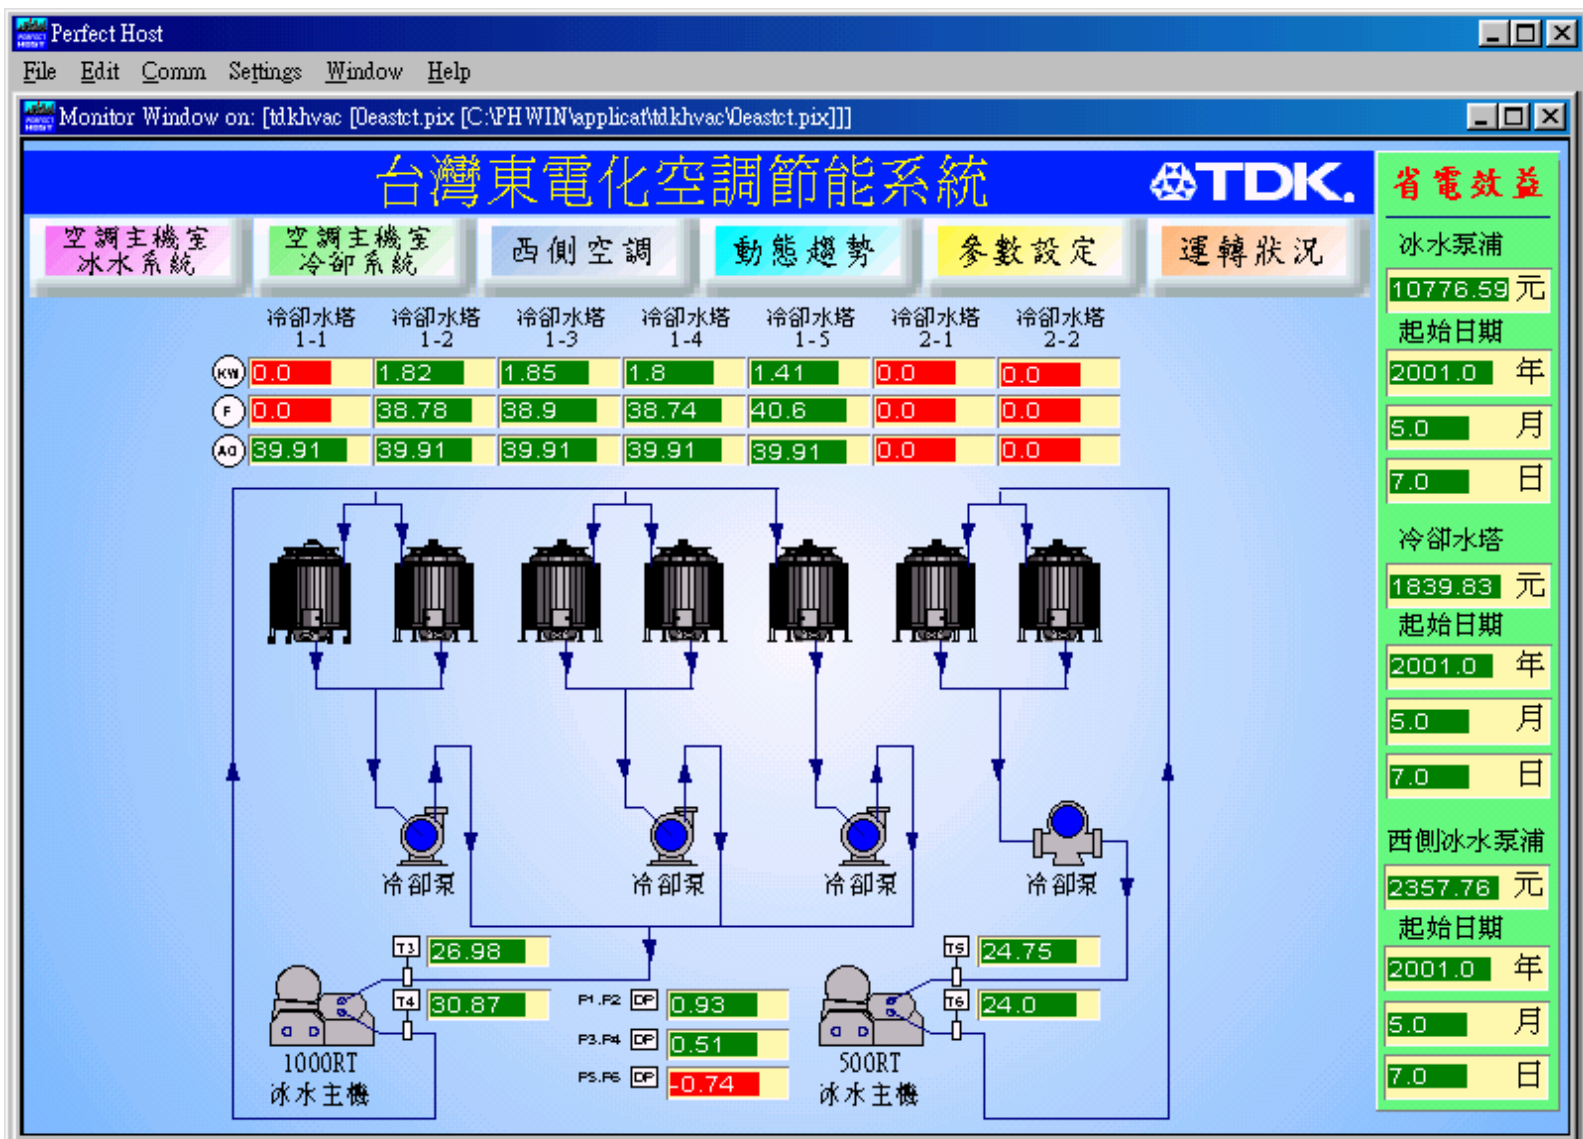 Perfect Host
File Edit Comm Settings Window Help
Monitor Window on: [tdkhvac [0eastct.pix [C:\PHWIN\applicat\tdkhvac\0eastct.pix]]]
台灣東電化空調節能系統
TDK.
空調主機室
冰水系統
空調主機室
冷卻系統
西側空調
動態趨勢
參數設定
運轉狀況
冷卻水塔 冷卻水塔 冷卻水塔 冷卻水塔 冷卻水塔 冷卻水塔 冷卻水塔
1-1 1-2 1-3 1-4 1-5 2-1 2-2
KW 0.0 1.82 1.85 1.8 1.41 0.0 0.0
F 0.0 38.78 38.9 38.74 40.6 0.0 0.0
AO 39.91 39.91 39.91 39.91 39.91 0.0 0.0
冷卻泵 冷卻泵 冷卻泵 冷卻泵
T3 26.98
T4 30.87
1000RT
冰水主機
P1.P2 DP 0.93
P3.P4 DP 0.51
P5.P6 DP -0.74
T5 24.75
T6 24.0
500RT
冰水主機
省電效益
冰水泵浦
10776.59 元
起始日期
2001.0 年
5.0 月
7.0 日
冷卻水塔
1839.83 元
起始日期
2001.0 年
5.0 月
7.0 日
西側冰水泵浦
2357.76 元
起始日期
2001.0 年
5.0 月
7.0 日